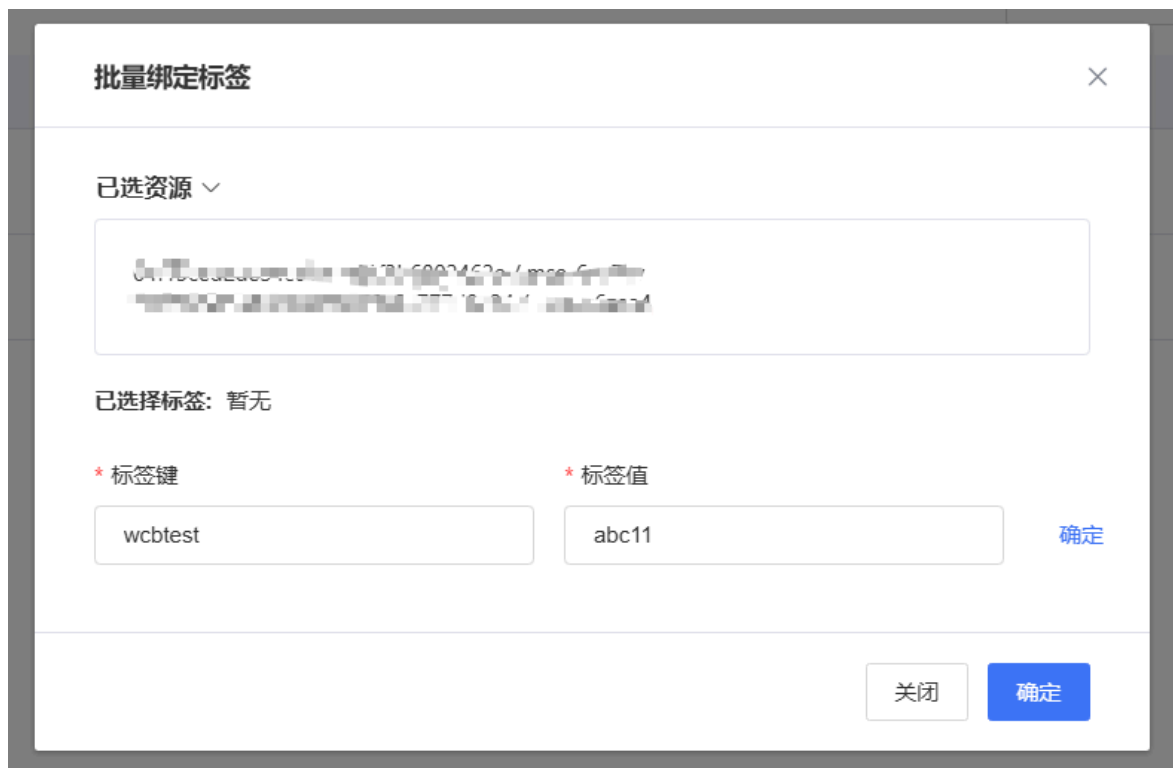 批量绑定标签
已选资源
已选择标签: 暂无
* 标签键 * 标签值
wcbtest abc11 确定
关闭 确定